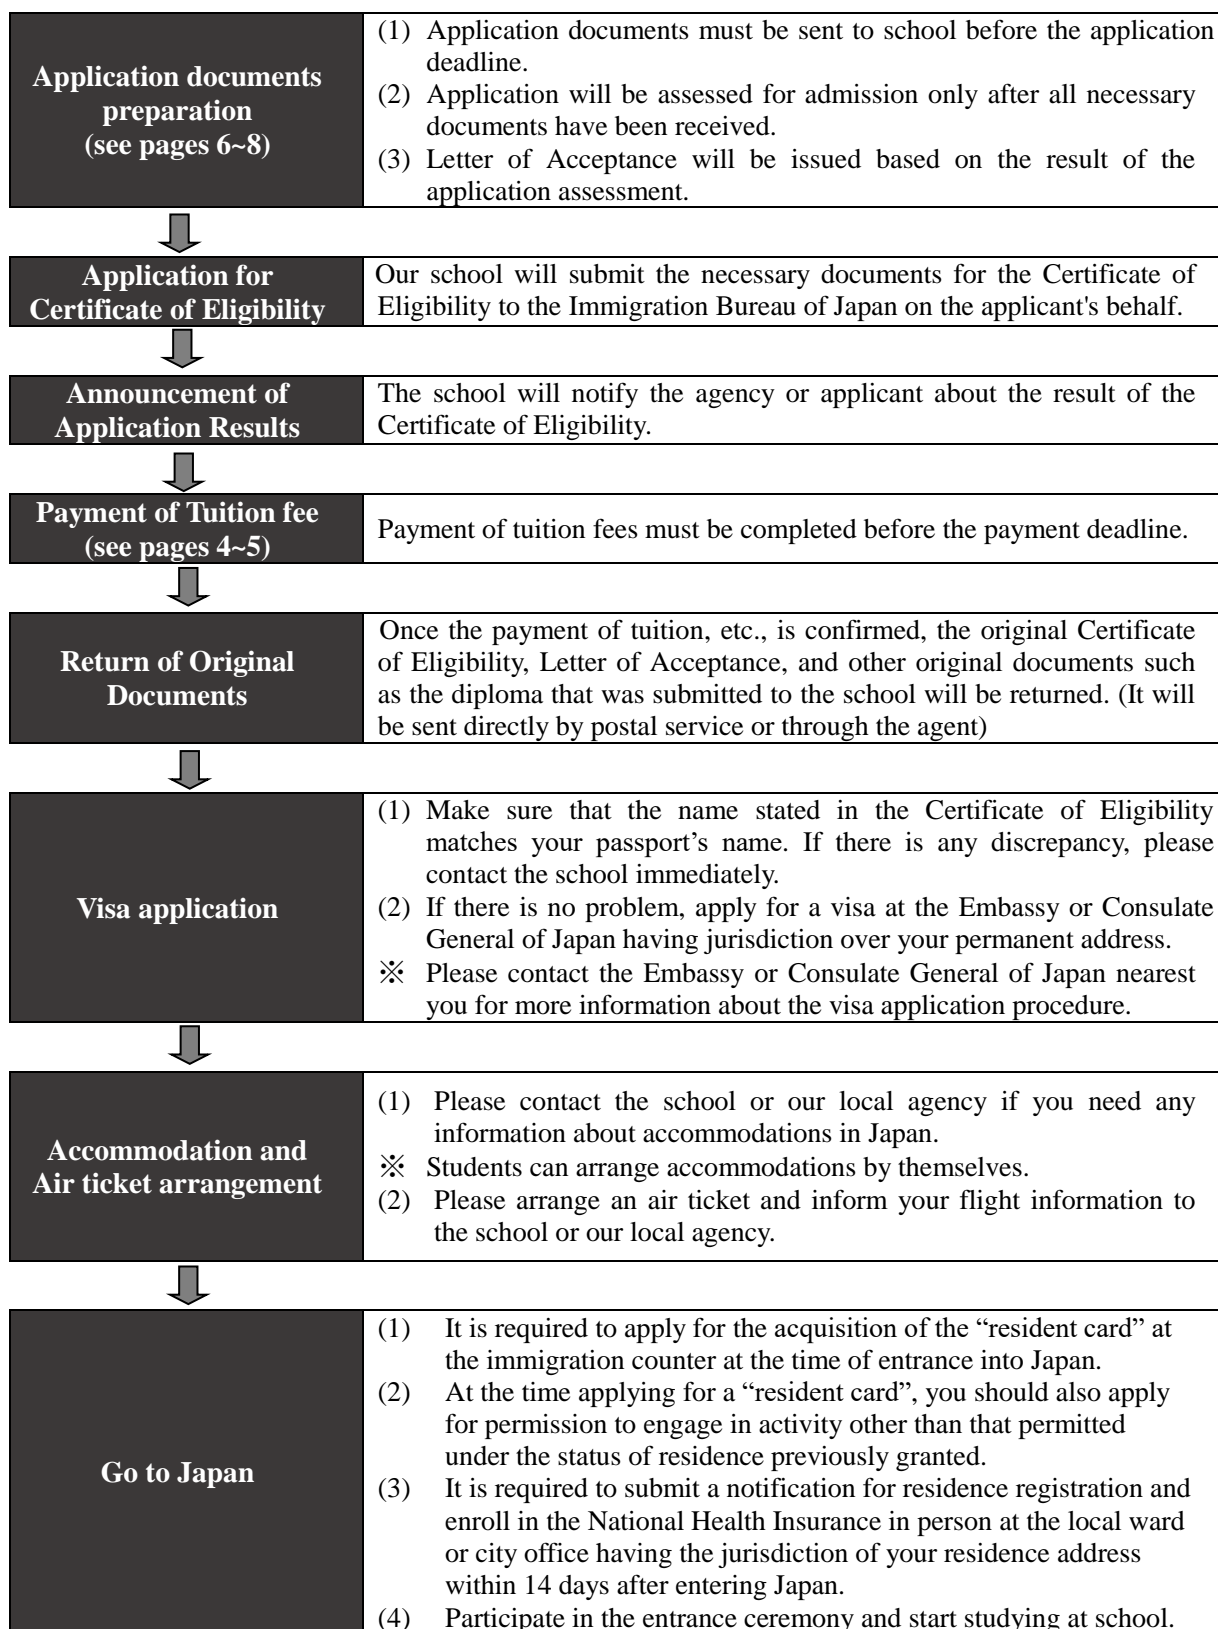 Application documents
preparation
(see pages 6~8)
(1) Application documents must be sent to school before the application
deadline.
(2) Application will be assessed for admission only after all necessary
documents have been received.
(3) Letter of Acceptance will be issued based on the result of the
application assessment.
Application for
Certificate of Eligibility
Our school will submit the necessary documents for the Certificate of
Eligibility to the Immigration Bureau of Japan on the applicant's behalf.
Announcement of
Application Results
The school will notify the agency or applicant about the result of the
Certificate of Eligibility.
Payment of Tuition fee
(see pages 4~5)
Payment of tuition fees must be completed before the payment deadline.
Return of Original
Documents
Once the payment of tuition, etc., is confirmed, the original Certificate
of Eligibility, Letter of Acceptance, and other original documents such
as the diploma that was submitted to the school will be returned. (It will
be sent directly by postal service or through the agent)
Visa application
(1) Make sure that the name stated in the Certificate of Eligibility
matches your passport’s name. If there is any discrepancy, please
contact the school immediately.
(2) If there is no problem, apply for a visa at the Embassy or Consulate
General of Japan having jurisdiction over your permanent address.
※ Please contact the Embassy or Consulate General of Japan nearest
you for more information about the visa application procedure.
Accommodation and
Air ticket arrangement
(1) Please contact the school or our local agency if you need any
information about accommodations in Japan.
※ Students can arrange accommodations by themselves.
(2) Please arrange an air ticket and inform your flight information to
the school or our local agency.
Go to Japan
(1) It is required to apply for the acquisition of the “resident card” at
the immigration counter at the time of entrance into Japan.
(2) At the time applying for a “resident card”, you should also apply
for permission to engage in activity other than that permitted
under the status of residence previously granted.
(3) It is required to submit a notification for residence registration and
enroll in the National Health Insurance in person at the local ward
or city office having the jurisdiction of your residence address
within 14 days after entering Japan.
(4) Participate in the entrance ceremony and start studying at school.